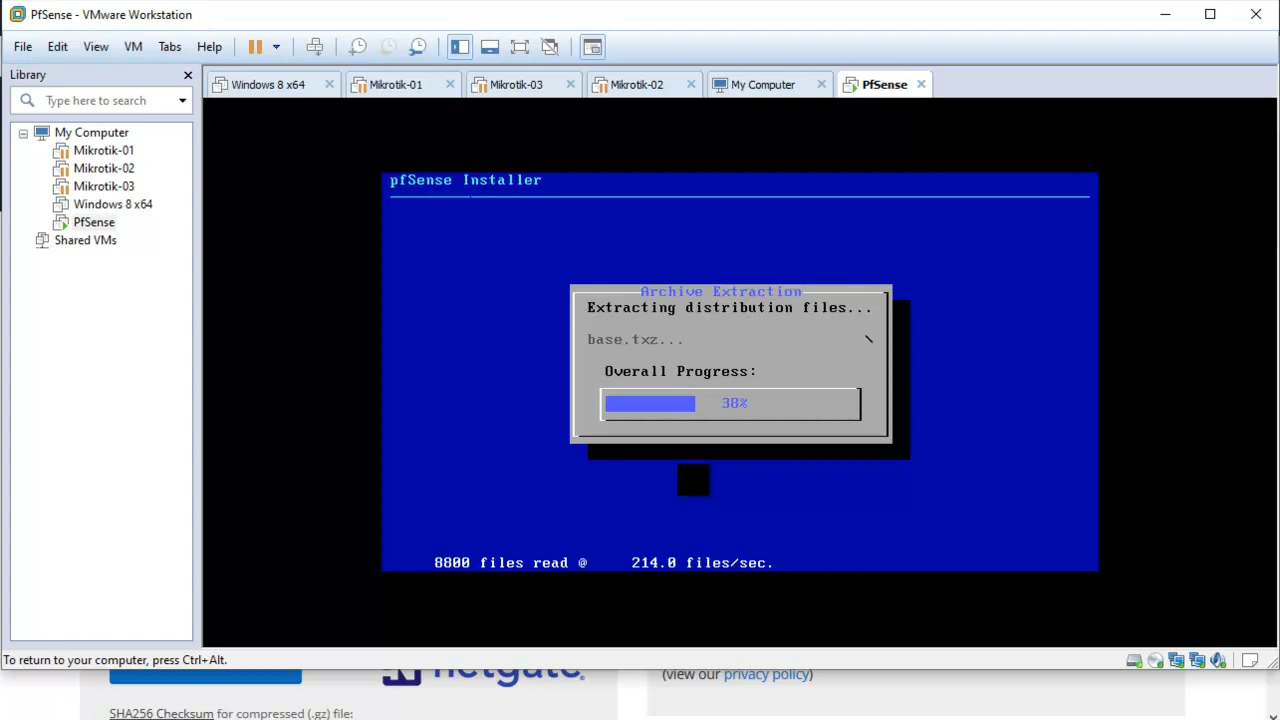 PfSense - VMware Workstation
File Edit View VM Tabs Help
Library
Type here to search
My Computer
Mikrotik-01
Mikrotik-02
Mikrotik-03
Windows 8 x64
PfSense
Shared VMs
Windows 8 x64 Mikrotik-01 Mikrotik-03 Mikrotik-02 My Computer PfSense
pfSense Installer
Archive Extraction
Extracting distribution files...
base.txz... \
Overall Progress:
38%
8800 files read @ 214.0 files/sec.
To return to your computer, press Ctrl+Alt.
netgate
(view our privacy policy)
SHA256 Checksum for compressed (.gz) file: